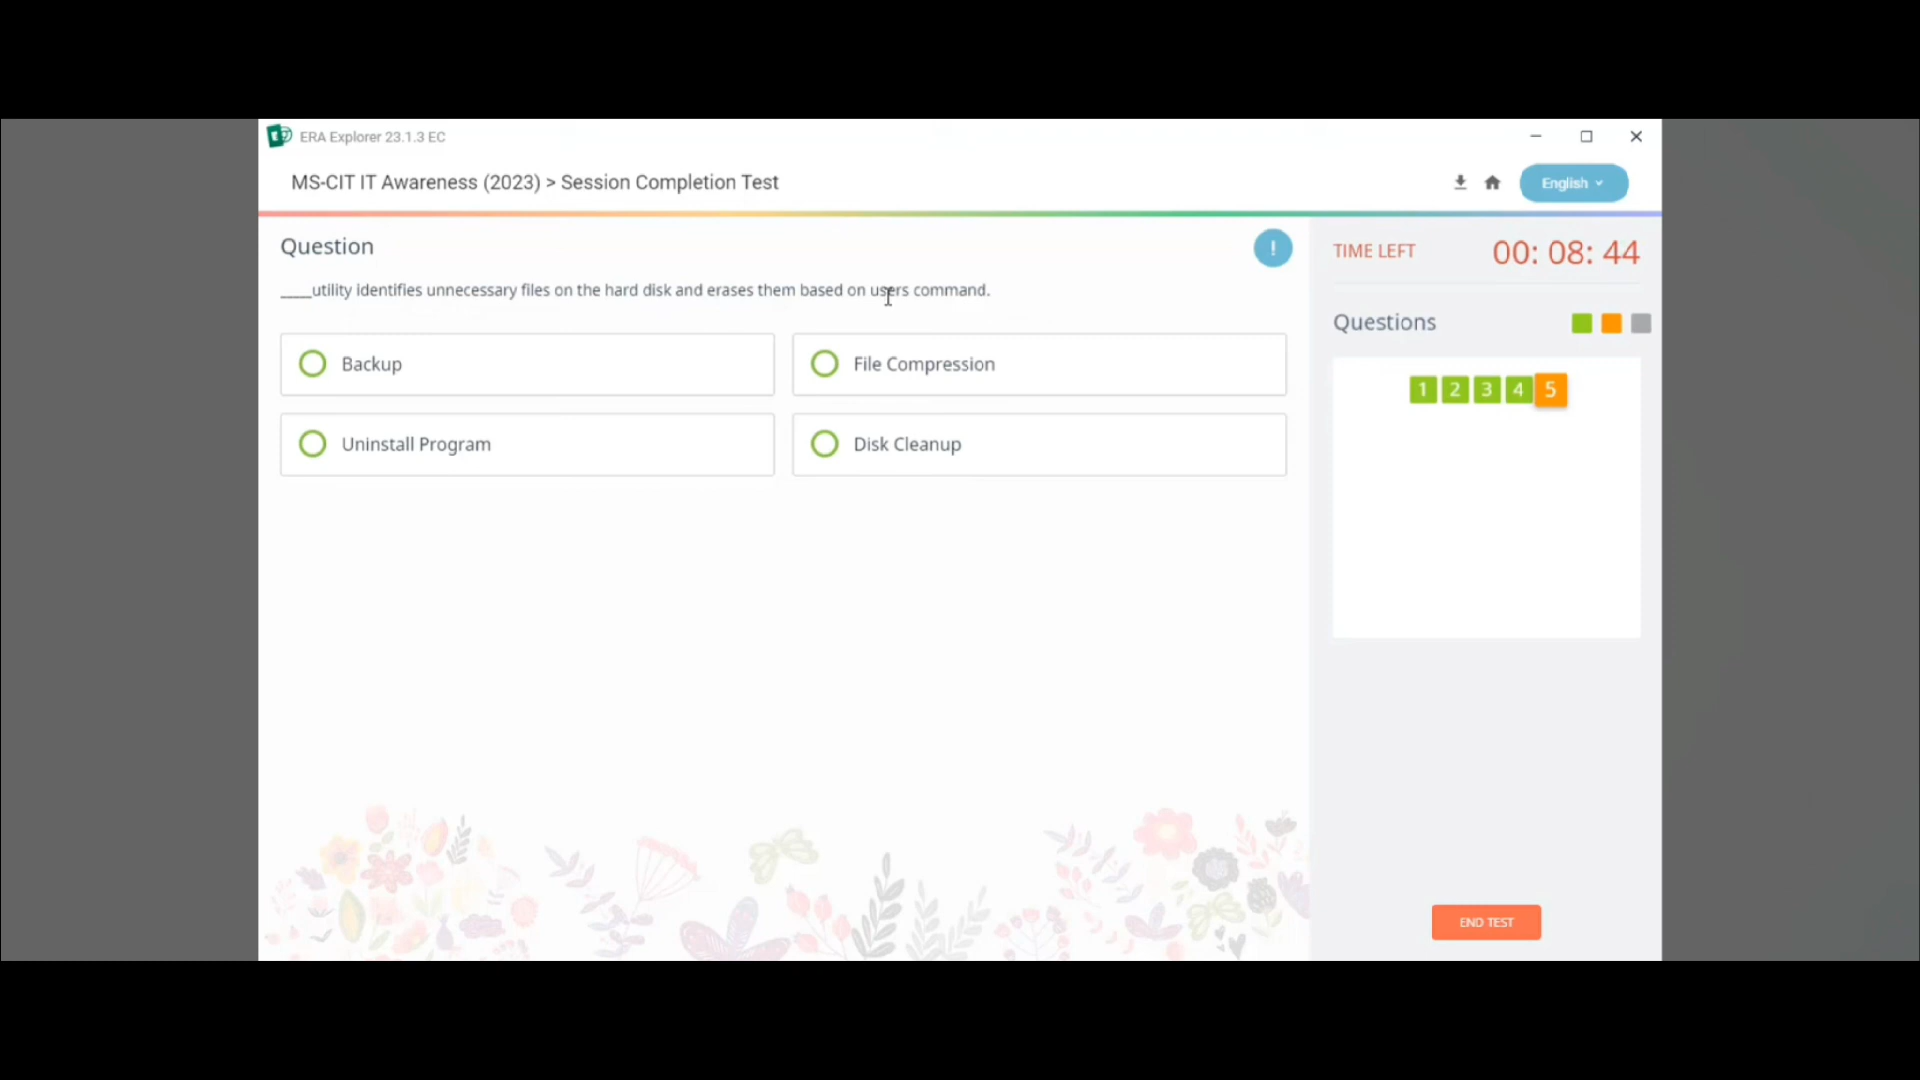 ERA Explorer 23.1.3 EC
MS-CIT IT Awareness (2023) > Session Completion Test
English
Question
!
TIME LEFT 00: 08: 44
____utility identifies unnecessary files on the hard disk and erases them based on users command.
Questions
Backup
File Compression
1 2 3 4 5
Uninstall Program
Disk Cleanup
END TEST